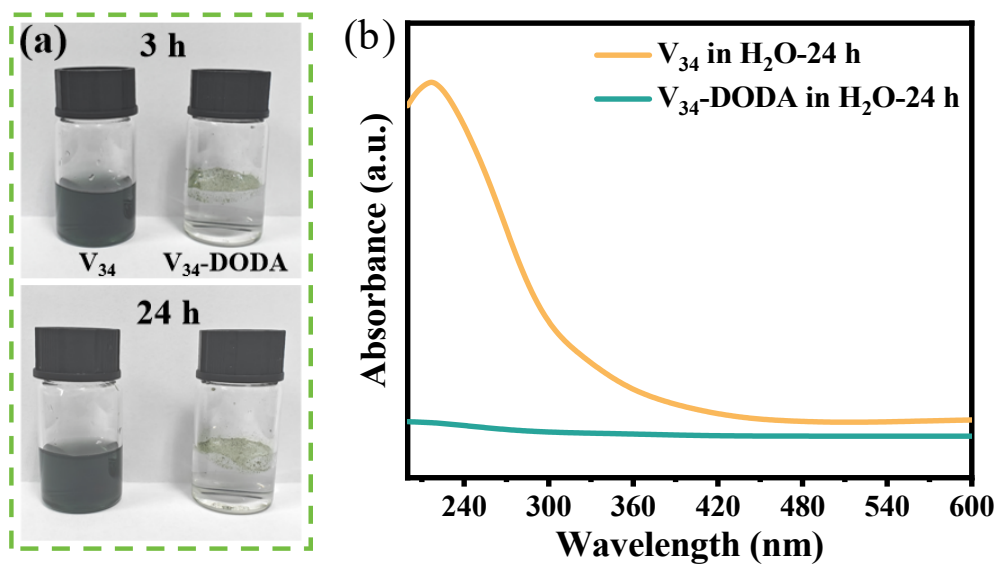 (a)
3 h
V₃₄ V₃₄-DODA
24 h
(b)
V₃₄ in H₂O-24 h
V₃₄-DODA in H₂O-24 h
Absorbance (a.u.)
240 300 360 420 480 540 600
Wavelength (nm)